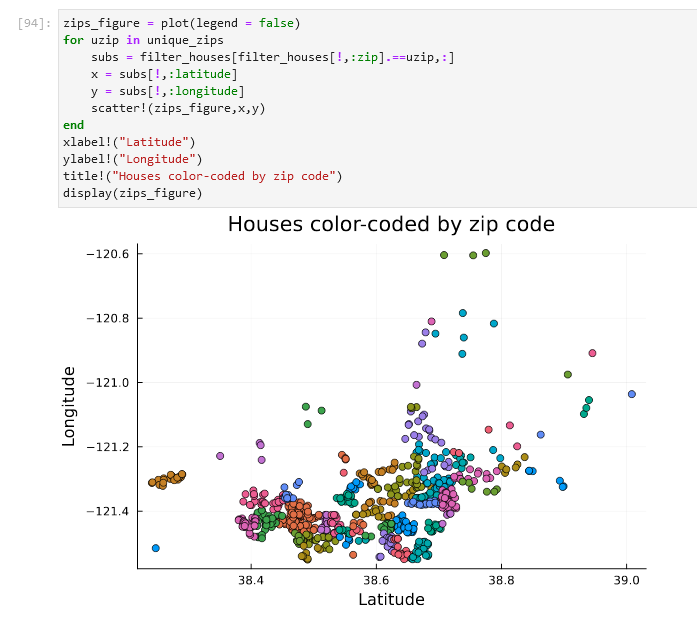 [94]: zips_figure = plot(legend = false)
for uzip in unique_zips
    subs = filter_houses[filter_houses[!,:zip].==uzip,:]
    x = subs[!,:latitude]
    y = subs[!,:longitude]
    scatter!(zips_figure,x,y)
end
xlabel!("Latitude")
ylabel!("Longitude")
title!("Houses color-coded by zip code")
display(zips_figure)
Houses color-coded by zip code
−120.6
−120.8
−121.0
−121.2
−121.4
Longitude
38.4 38.6 38.8 39.0
Latitude